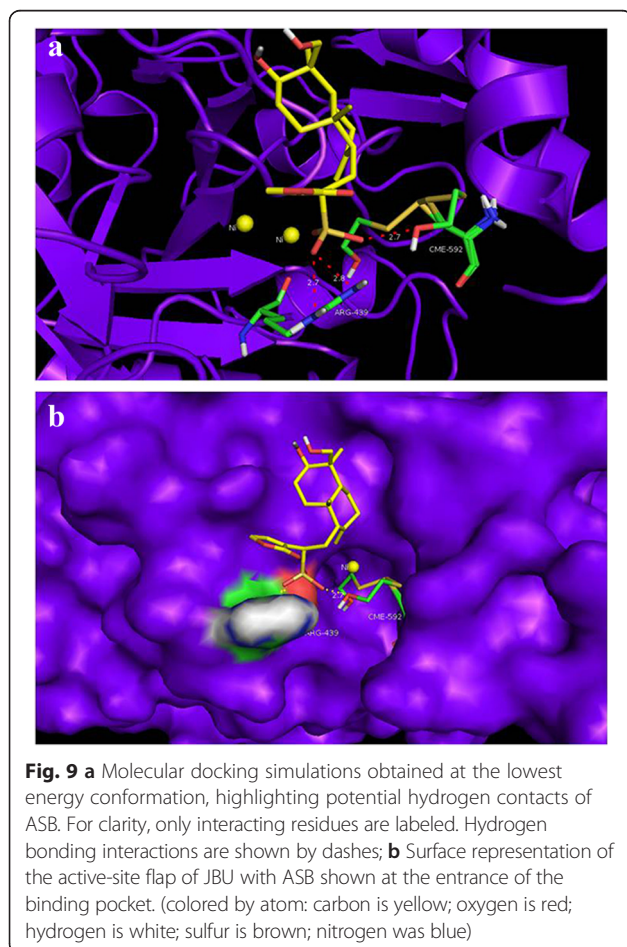 a
Ni
Ni
2.7
CME-592
2.7
2.8
ARG-439
b
Ni
2.7
CME-592
ARG-439
Fig. 9 a Molecular docking simulations obtained at the lowest
energy conformation, highlighting potential hydrogen contacts of
ASB. For clarity, only interacting residues are labeled. Hydrogen
bonding interactions are shown by dashes; b Surface representation of
the active-site flap of JBU with ASB shown at the entrance of the
binding pocket. (colored by atom: carbon is yellow; oxygen is red;
hydrogen is white; sulfur is brown; nitrogen was blue)